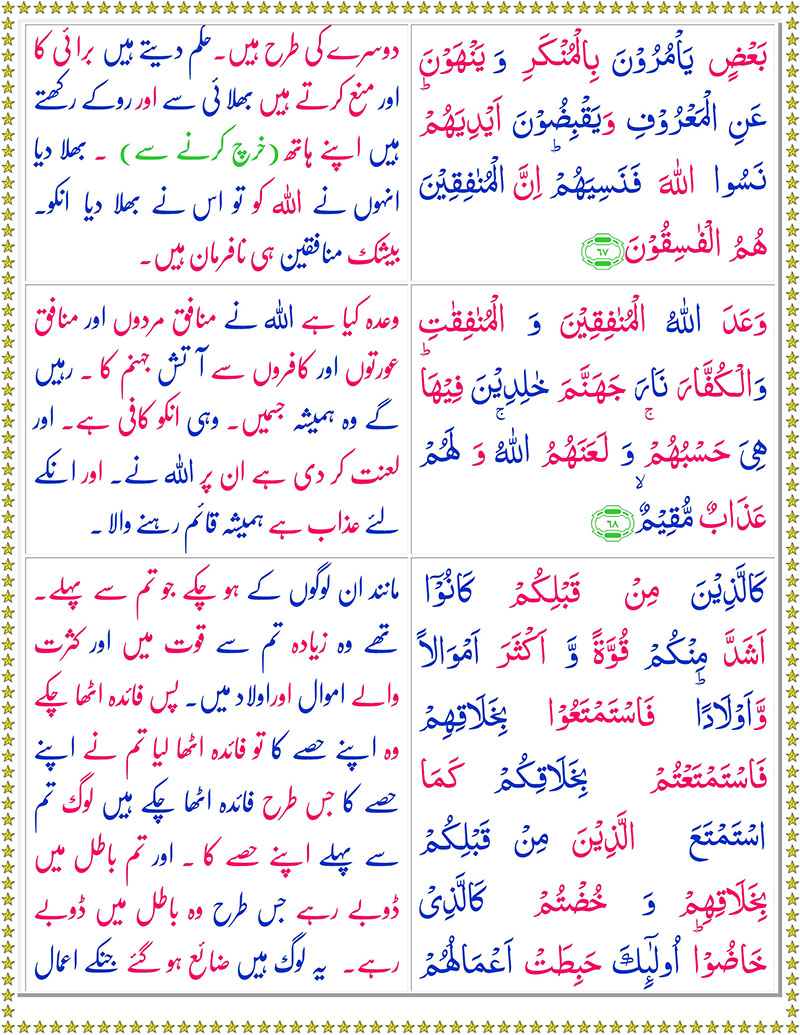 بَعۡضٍ يَاۡمُرُوۡنَ بِالۡمُنۡكَرِ وَ يَنۡهَوۡنَ
عَنِ الۡمَعۡرُوۡفِ وَيَقۡبِضُوۡنَ اَيۡدِيَهُمۡؕ
نَسُوا اللّٰهَ فَنَسِيَهُمۡؕ اِنَّ الۡمُنٰفِقِيۡنَ
هُمُ الۡفٰسِقُوۡنَ ﴿۶۷﴾
دوسرے کی طرح ہیں۔ حکم دیتے ہیں برائی کا
اور منع کرتے ہیں بھلائی سے اور روکے رکھتے
ہیں اپنے ہاتھ (خرچ کرنے سے) ۔ بھلا دیا
انہوں نے اللہ کو تو اس نے بھلا دیا انکو۔
بیشک منافقین ہی نافرمان ہیں۔
وَعَدَ اللّٰهُ الۡمُنٰفِقِيۡنَ وَ الۡمُنٰفِقٰتِ
وَالۡـكُفَّارَ نَارَ جَهَنَّمَ خٰلِدِيۡنَ فِيۡهَاؕ
هِىَ حَسۡبُهُمۡ‌ۚ وَ لَعَنَهُمُ اللّٰهُ‌ۚ وَ لَهُمۡ
عَذَابٌ مُّقِيۡمٌۙ ﴿۶۸﴾
وعدہ کیا ہے اللہ نے منافق مردوں اور منافق
عورتوں اور کافروں سے آتش جہنم کا ۔ رہیں
گے وہ ہمیشہ جسمیں۔ وہی انکو کافی ہے۔ اور
لعنت کر دی ہے ان پر اللہ نے۔ اور انکے
لئے عذاب ہے ہمیشہ قائم رہنے والا ۔
كَالَّذِيۡنَ مِنۡ قَبۡلِكُمۡ كَانُوۡۤا
اَشَدَّ مِنۡكُمۡ قُوَّةً وَّ اَكۡثَرَ اَمۡوَالاً
وَّاَوۡلَادًاؕ فَاسۡتَمۡتَعُوۡا بِخَلَاقِهِمۡ
فَاسۡتَمۡتَعۡتُمۡ بِخَلَاقِكُمۡ كَمَا
اسۡتَمۡتَعَ الَّذِيۡنَ مِنۡ قَبۡلِكُمۡ
بِخَلَاقِهِمۡ وَ خُضۡتُمۡ كَالَّذِىۡ
خَاضُوۡاؕ اُولٰۤٮِٕكَ حَبِطَتۡ اَعۡمَالُهُمۡ
مانند ان لوگوں کے ہو چکے جو تم سے پہلے۔
تھے وہ زیادہ تم سے قوت میں اور کثرت
والے اموال اور اولاد میں۔ پس فائدہ اٹھا چکے
وہ اپنے حصے کا تو فائدہ اٹھا لیا تم نے اپنے
حصے کا جس طرح فائدہ اٹھا چکے ہیں لوگ تم
سے پہلے اپنے حصے کا ۔ اور تم باطل میں
ڈوبے رہے جس طرح وہ باطل میں ڈوبے
رہے۔ یہ لوگ ہیں ضائع ہو گئے جنکے اعمال